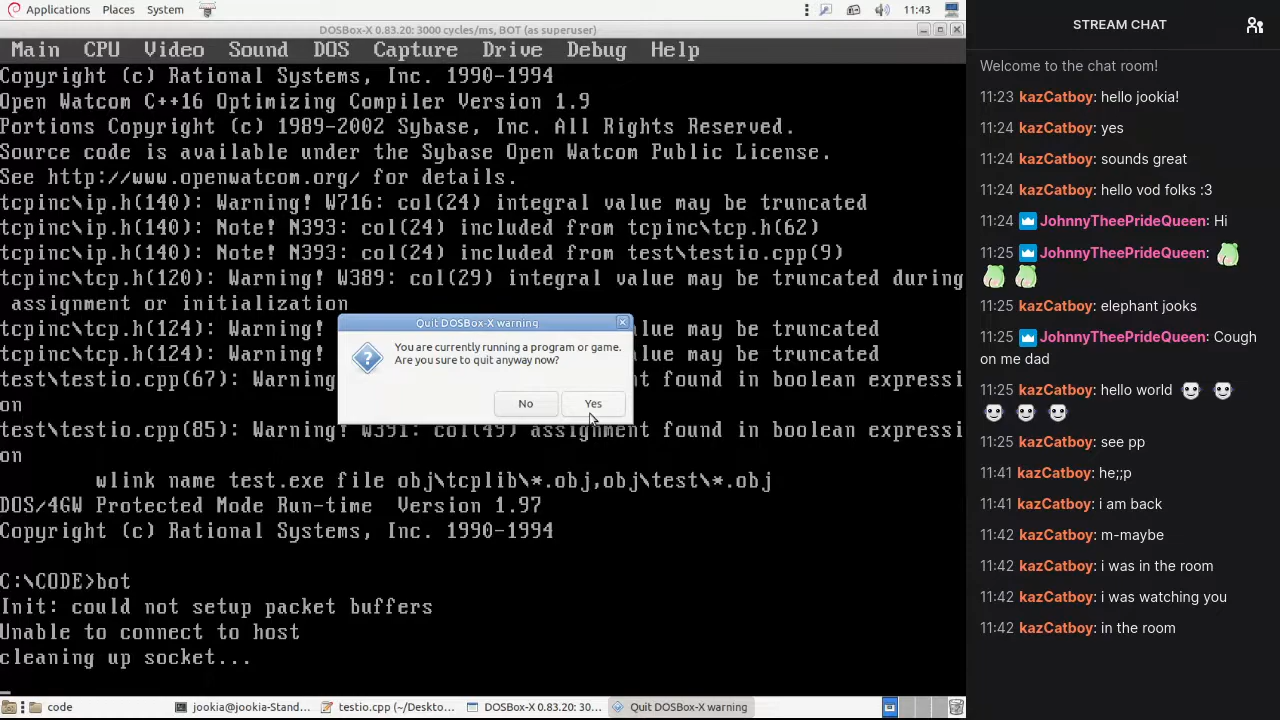 Applications Places System 11:43
DOSBox-X 0.83.20: 3000 cycles/ms, BOT (as superuser)
Main CPU Video Sound DOS Capture Drive Debug Help
Copyright (c) Rational Systems, Inc. 1990-1994
Open Watcom C++16 Optimizing Compiler Version 1.9
Portions Copyright (c) 1989-2002 Sybase, Inc. All Rights Reserved.
Source code is available under the Sybase Open Watcom Public License.
See http://www.openwatcom.org/ for details.
tcpinc\ip.h(140): Warning! W716: col(24) integral value may be truncated
tcpinc\ip.h(140): Note! N393: col(24) included from tcpinc\tcp.h(62)
tcpinc\ip.h(140): Note! N393: col(24) included from test\testio.cpp(9)
tcpinc\tcp.h(120): Warning! W389: col(29) integral value may be truncated during
assignment or initialization
tcpinc\tcp.h(124): Warning! lue may be truncated
tcpinc\tcp.h(124): Warning! lue may be truncated
test\testio.cpp(67): Warning t found in boolean expressi
on
test\testio.cpp(85): Warning! W391: col(49) assignment found in boolean expressi
on
wlink name test.exe file obj\tcplib\*.obj,obj\test\*.obj
DOS/4GW Protected Mode Run-time Version 1.97
Copyright (c) Rational Systems, Inc. 1990-1994
C:\CODE>bot
Init: could not setup packet buffers
Unable to connect to host
cleaning up socket...
Quit DOSBox-X warning
You are currently running a program or game.
Are you sure to quit anyway now?
No Yes
code jookia@jookia-Stand... testio.cpp (~/Deskto... DOSBox-X 0.83.20: 30... Quit DOSBox-X warning
STREAM CHAT
Welcome to the chat room!
11:23 kazCatboy: hello jookia!
11:24 kazCatboy: yes
11:24 kazCatboy: sounds great
11:24 kazCatboy: hello vod folks :3
11:24 JohnnyTheePrideQueen: Hi
11:25 JohnnyTheePrideQueen:
11:25 kazCatboy: elephant jooks
11:25 JohnnyTheePrideQueen: Cough
on me dad
11:25 kazCatboy: hello world
11:25 kazCatboy: see pp
11:41 kazCatboy: he;;p
11:41 kazCatboy: i am back
11:42 kazCatboy: m-maybe
11:42 kazCatboy: i was in the room
11:42 kazCatboy: i was watching you
11:42 kazCatboy: in the room